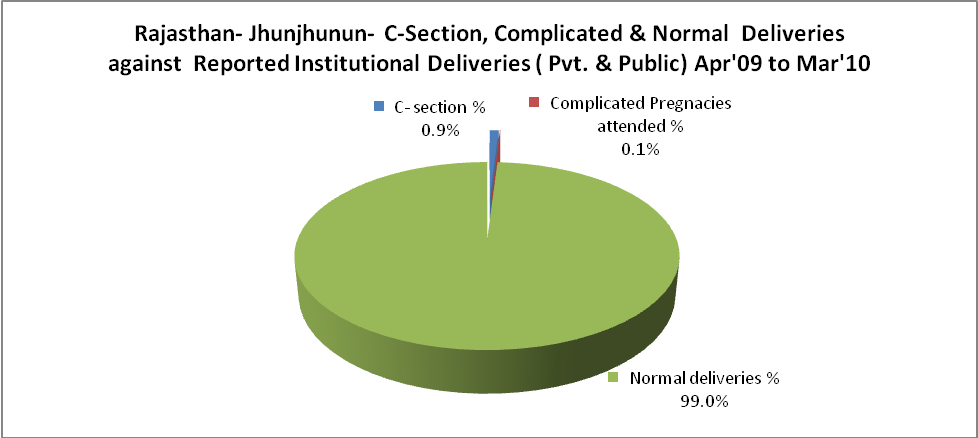 Rajasthan- Jhunjhunun- C-Section, Complicated & Normal Deliveries
against Reported Institutional Deliveries ( Pvt. & Public) Apr'09 to Mar'10
C- section %
0.9%
Complicated Pregnacies
attended %
0.1%
Normal deliveries %
99.0%